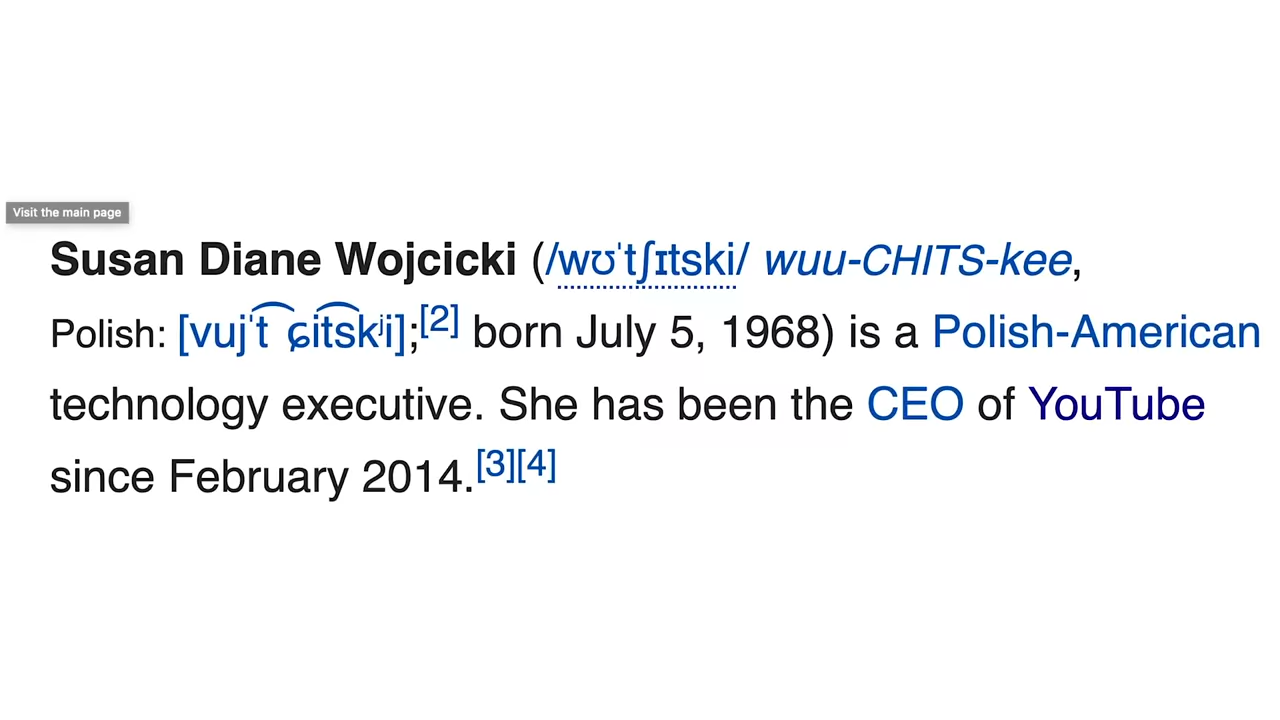 Visit the main page
Susan Diane Wojcicki (/wʊˈtʃɪtski/ wuu-CHITS-kee,
Polish: [vujˈt͡ɕit͡skʲi];[2] born July 5, 1968) is a Polish-American
technology executive. She has been the CEO of YouTube
since February 2014.[3][4]